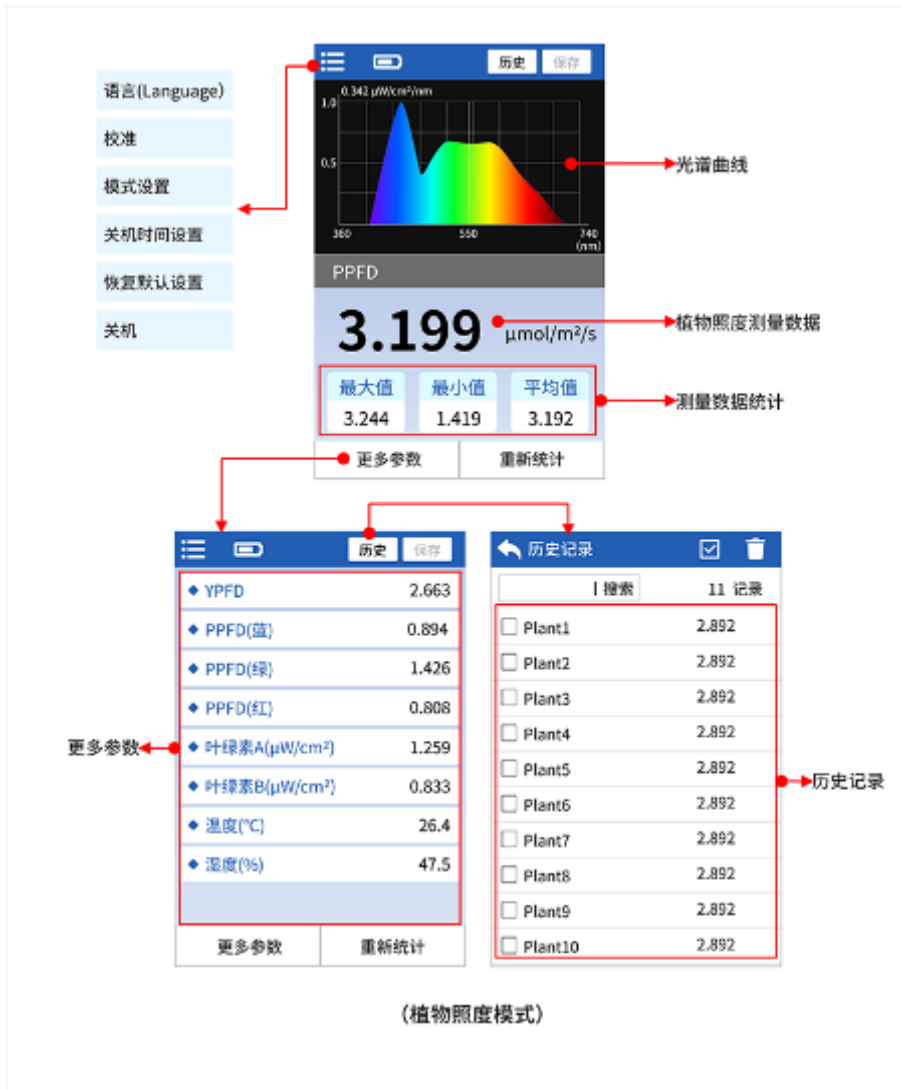 历史 保存
语言(Language)
校准
模式设置
关机时间设置
恢复默认设置
关机
0.342 μW/cm²/nm
1.0
0.5
360 550 740
(nm)
光谱曲线
PPFD
3.199 μmol/m²/s
植物照度测量数据
最大值 最小值 平均值
3.244 1.419 3.192
测量数据统计
更多参数 重新统计
历史 保存
YPFD 2.663
PPFD(蓝) 0.894
PPFD(绿) 1.426
PPFD(红) 0.808
叶绿素A(μW/cm²) 1.259
叶绿素B(μW/cm²) 0.833
温度(℃) 26.4
湿度(%) 47.5
更多参数
更多参数 重新统计
历史记录
搜索 11 记录
Plant1 2.892
Plant2 2.892
Plant3 2.892
Plant4 2.892
Plant5 2.892
Plant6 2.892
Plant7 2.892
Plant8 2.892
Plant9 2.892
Plant10 2.892
历史记录
(植物照度模式)